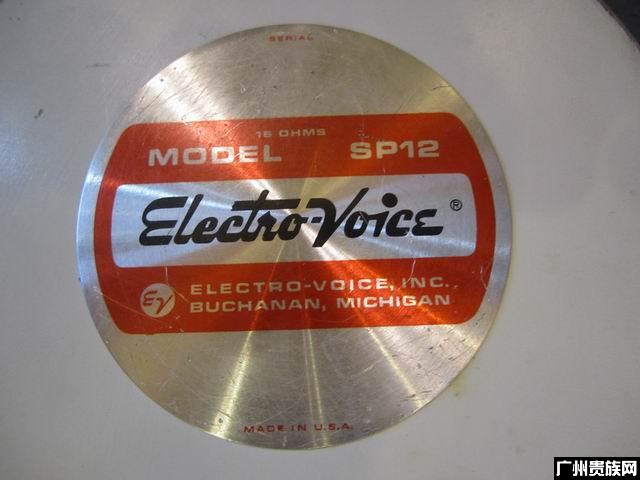 SERIAL
16 OHMS
MODEL SP12
Electro-Voice ®
EV ELECTRO-VOICE, INC.
BUCHANAN, MICHIGAN
MADE IN U.S.A.
广州贵族网